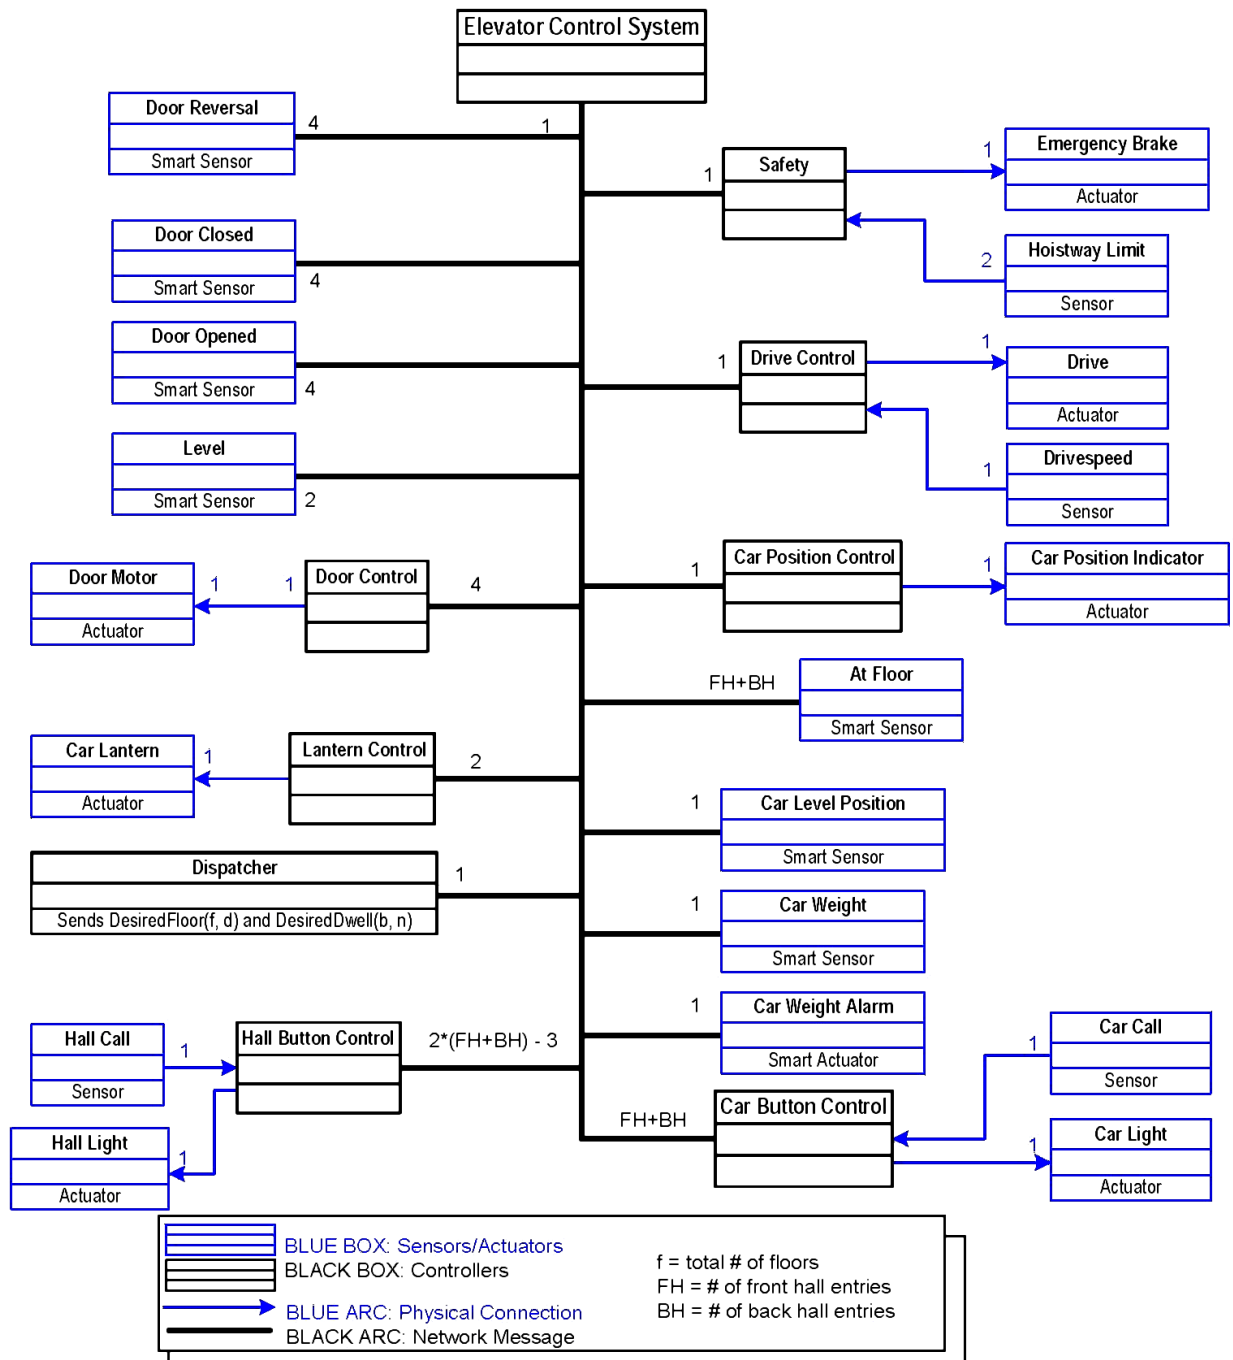 Elevator Control System
Door Reversal
Smart Sensor
4
1
Safety
1
1
Emergency Brake
Actuator
Door Closed
Smart Sensor
4
Hoistway Limit
Sensor
2
Door Opened
Smart Sensor
4
1
Drive Control
1
Drive
Actuator
Level
Smart Sensor
2
1
Drivespeed
Sensor
Door Motor
Actuator
1
1
Door Control
4
1
Car Position Control
1
Car Position Indicator
Actuator
FH+BH
At Floor
Smart Sensor
Car Lantern
Actuator
1
Lantern Control
2
1
Car Level Position
Smart Sensor
Dispatcher
Sends DesiredFloor(f, d) and DesiredDwell(b, n)
1
1
Car Weight
Smart Sensor
1
Car Weight Alarm
Smart Actuator
Hall Call
Sensor
1
Hall Button Control
2*(FH+BH) - 3
1
Car Call
Sensor
Hall Light
Actuator
1
FH+BH
Car Button Control
1
Car Light
Actuator
BLUE BOX: Sensors/Actuators
BLACK BOX: Controllers
BLUE ARC: Physical Connection
BLACK ARC: Network Message
f = total # of floors
FH = # of front hall entries
BH = # of back hall entries